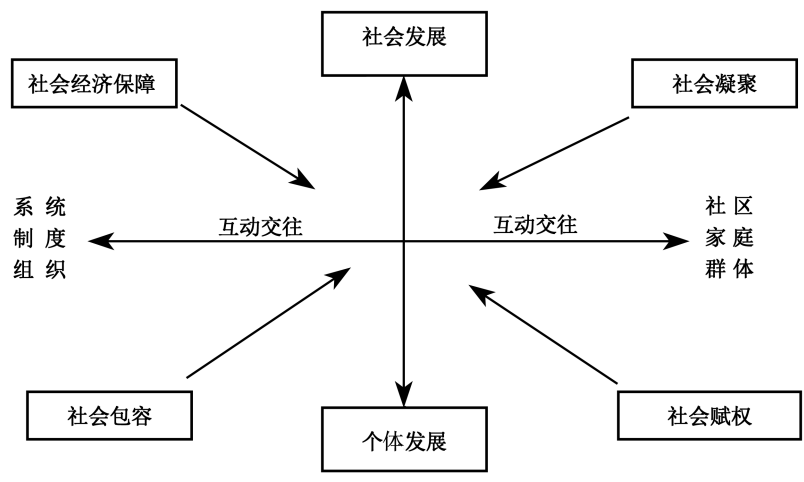 社会发展
社会经济保障
社会凝聚
系 统
制 度
组 织
互动交往
互动交往
社 区
家 庭
群 体
社会包容
个体发展
社会赋权